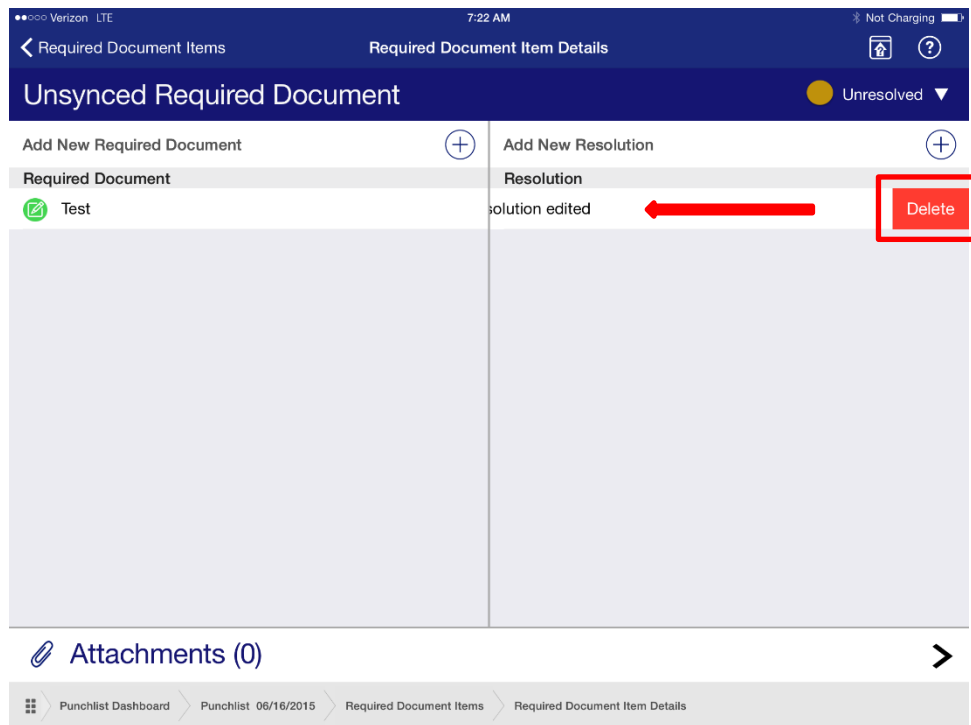 Verizon LTE 7:22 AM Not Charging
Required Document Items Required Document Item Details ?
Unsynced Required Document Unresolved
Add New Required Document Add New Resolution
Required Document Resolution
Test solution edited Delete
Attachments (0)
Punchlist Dashboard Punchlist 06/16/2015 Required Document Items Required Document Item Details